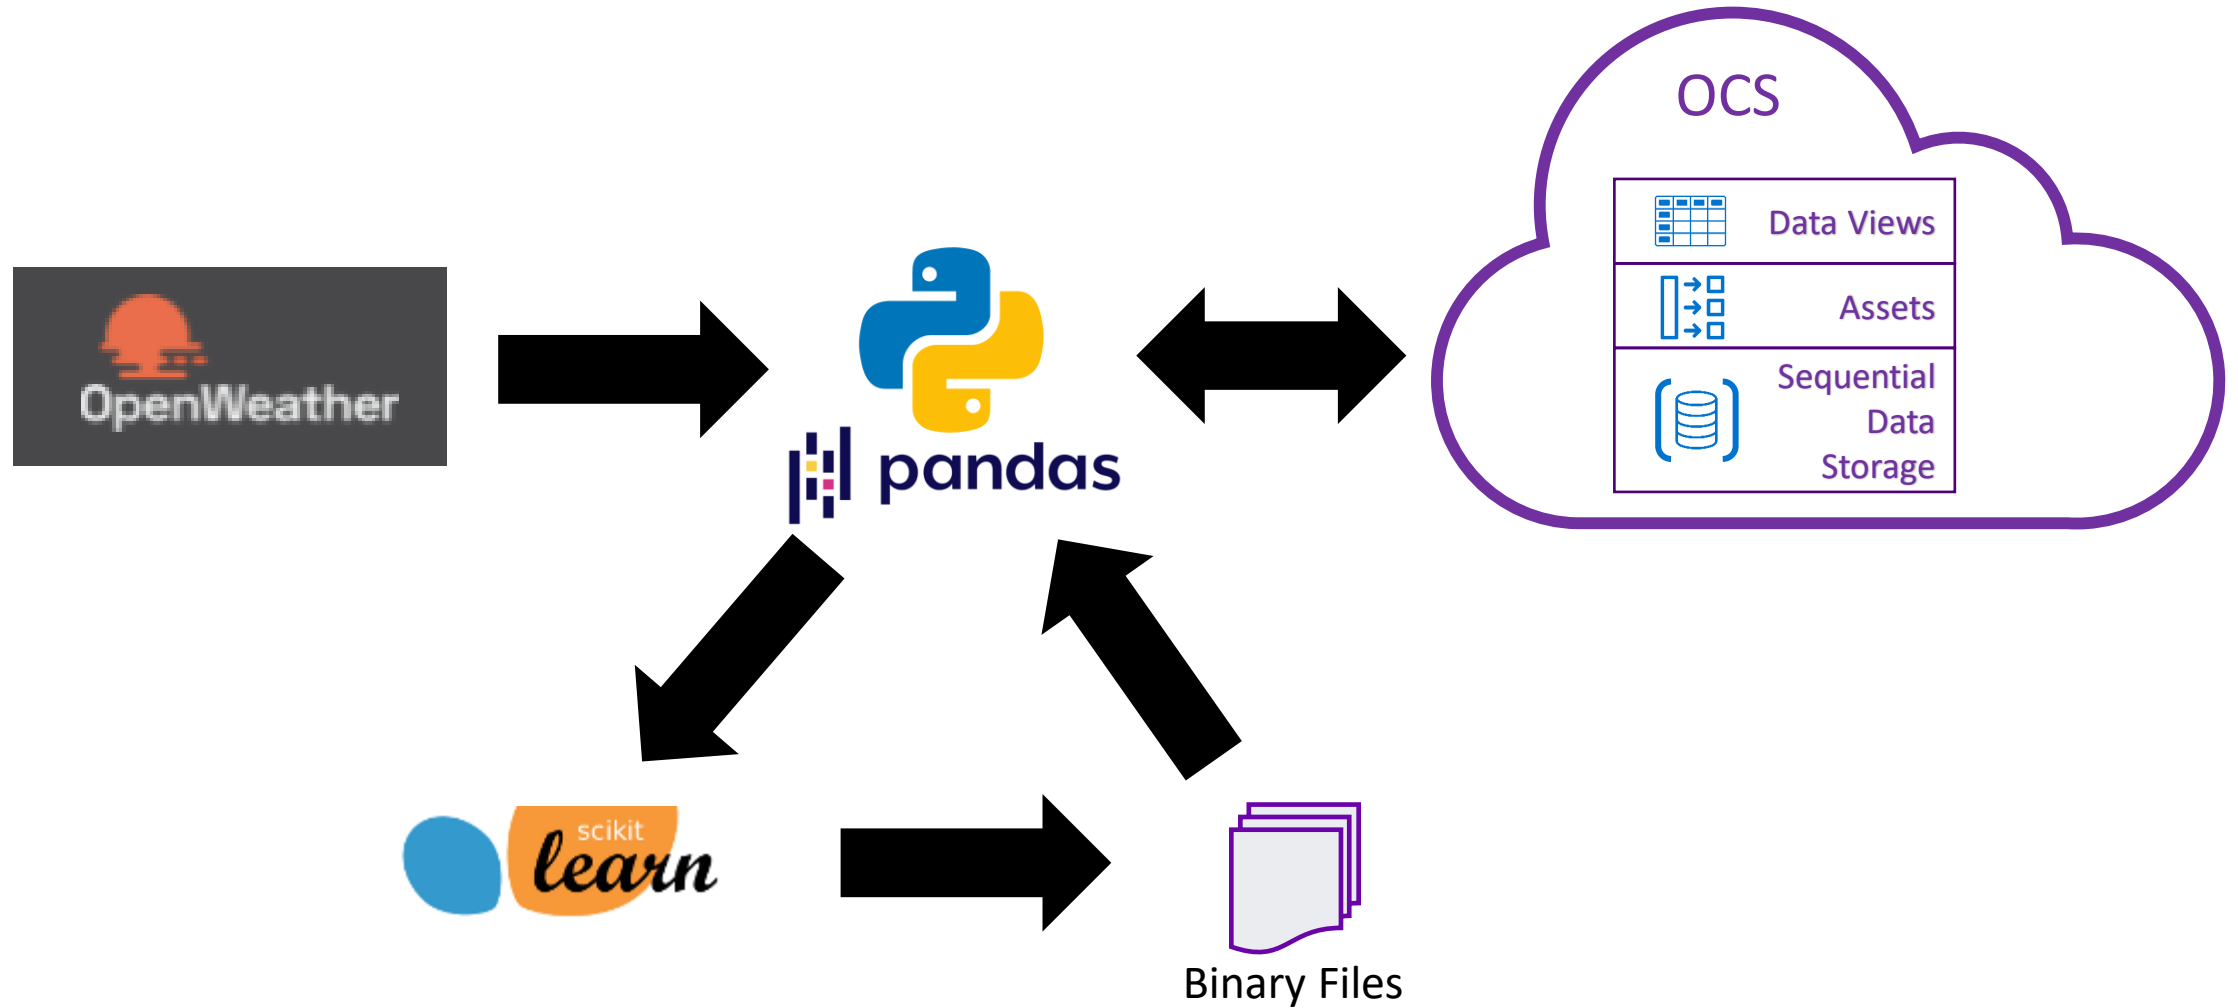 OCS
Data Views
Assets
Sequential
Data
Storage
OpenWeather
pandas
scikit
learn
Binary Files